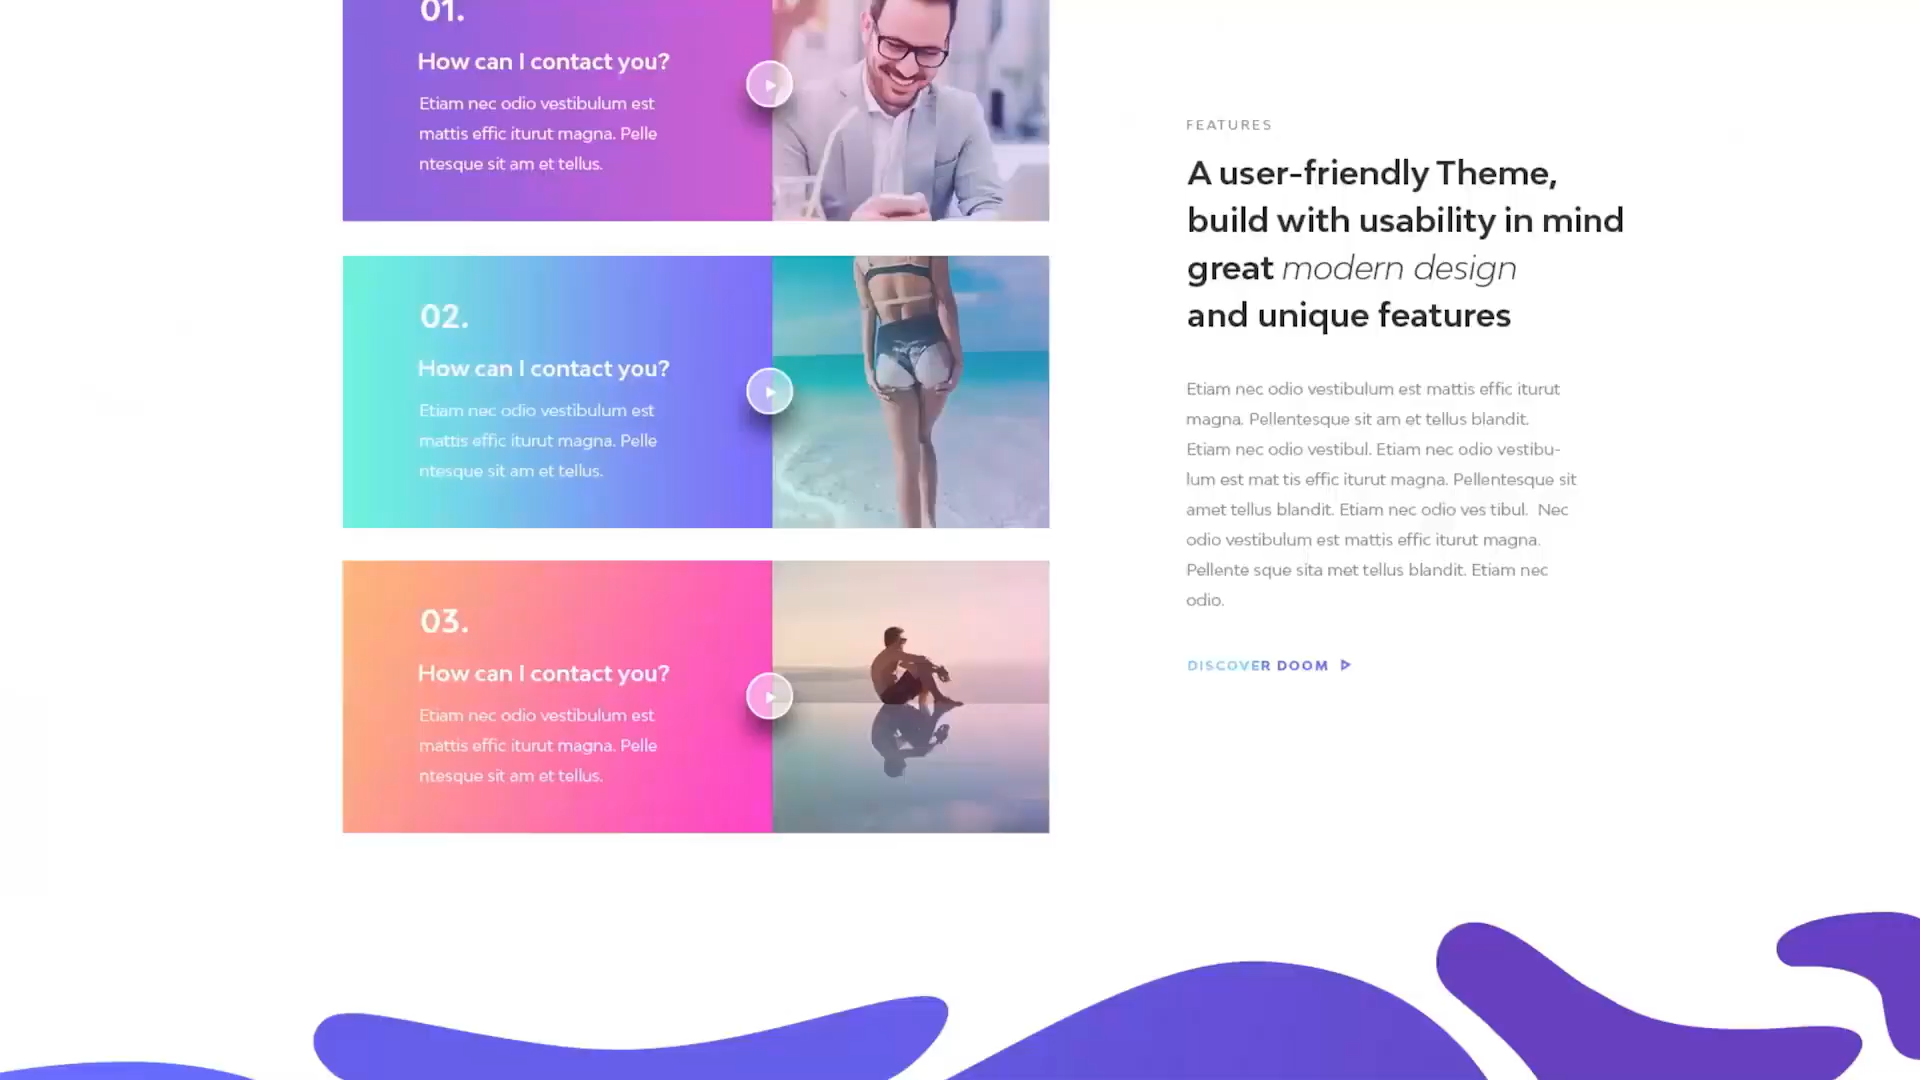 01.
How can I contact you?
Etiam nec odio vestibulum est
mattis effic iturut magna. Pelle
ntesque sit am et tellus.
02.
How can I contact you?
Etiam nec odio vestibulum est
mattis effic iturut magna. Pelle
ntesque sit am et tellus.
03.
How can I contact you?
Etiam nec odio vestibulum est
mattis effic iturut magna. Pelle
ntesque sit am et tellus.
FEATURES
A user-friendly Theme,
build with usability in mind
great modern design
and unique features
Etiam nec odio vestibulum est mattis effic iturut
magna. Pellentesque sit am et tellus blandit.
Etiam nec odio vestibul. Etiam nec odio vestibu-
lum est mat tis effic iturut magna. Pellentesque sit
amet tellus blandit. Etiam nec odio ves tibul. Nec
odio vestibulum est mattis effic iturut magna.
Pellente sque sita met tellus blandit. Etiam nec
odio.
DISCOVER DOOM